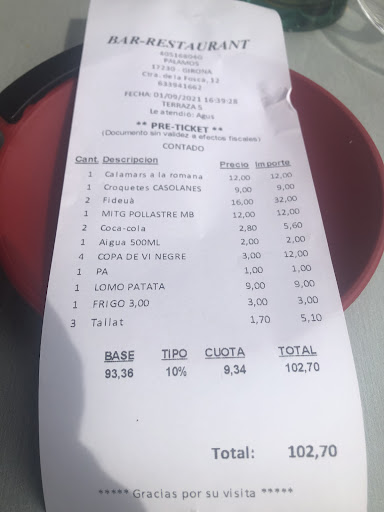 BAR-RESTAURANT
PALAMOS
17230 - GIRONA
Ctra. de la Fosca, 12
633941662
FECHA: 01/09/2021 16:39:28
TERRAZA 5
Le atendió: Agus
** PRE-TICKET **
(Documento sin validez a efectos fiscales)
CONTADO
Cant. Descripcion Precio Importe
1 Calamars a la romana 12,00 12,00
1 Croquetes CASOLANES 9,00 9,00
2 Fideuà 16,00 32,00
1 MITG POLLASTRE MB 12,00 12,00
2 Coca-cola 2,80 5,60
1 Aigua 500ML 2,00 2,00
4 COPA DE VI NEGRE 3,00 12,00
1 PA 1,00 1,00
1 LOMO PATATA 9,00 9,00
1 FRIGO 3,00 3,00 3,00
3 Tallat 1,70 5,10
BASE TIPO CUOTA TOTAL
93,36 10% 9,34 102,70
Total: 102,70
***** Gracias por su visita *****